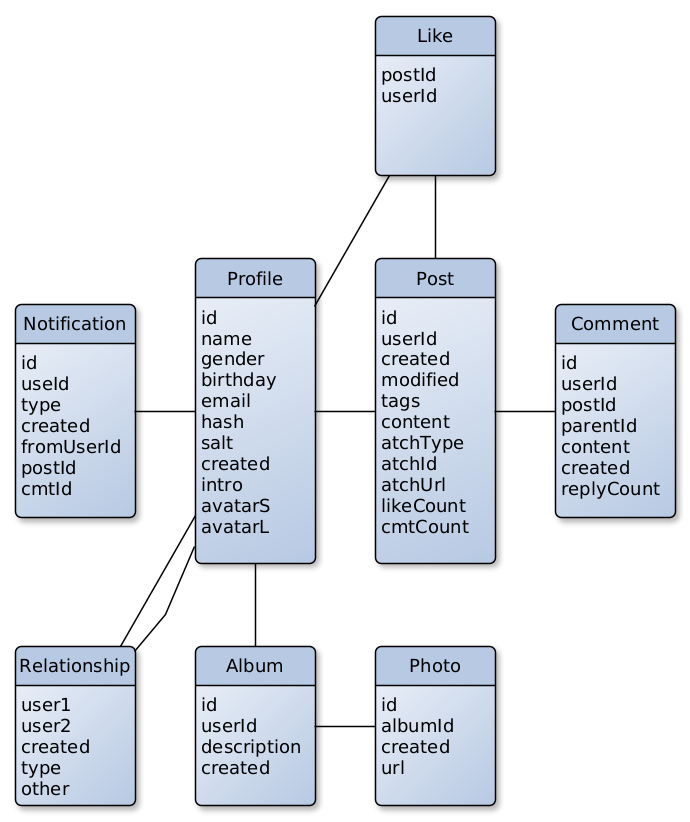 Like
postId
userId
Profile
id
name
gender
birthday
email
hash
salt
created
intro
avatarS
avatarL
Post
id
userId
created
modified
tags
content
atchType
atchId
atchUrl
likeCount
cmtCount
Notification
id
useId
type
created
fromUserId
postId
cmtId
Comment
id
userId
postId
parentId
content
created
replyCount
Relationship
user1
user2
created
type
other
Album
id
userId
description
created
Photo
id
albumId
created
url